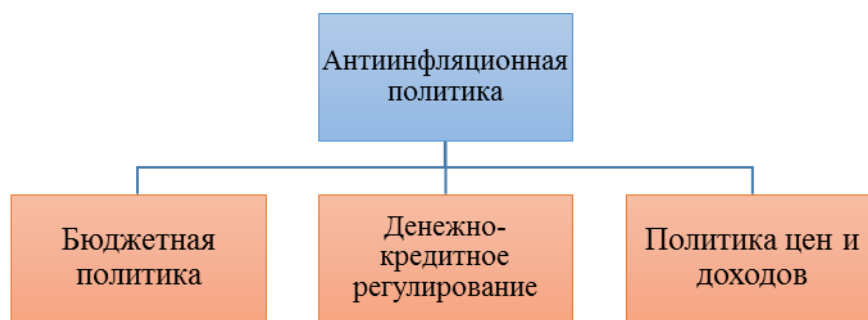 Антиинфляционная
политика
Бюджетная
политика
Денежно-
кредитное
регулирование
Политика цен и
доходов